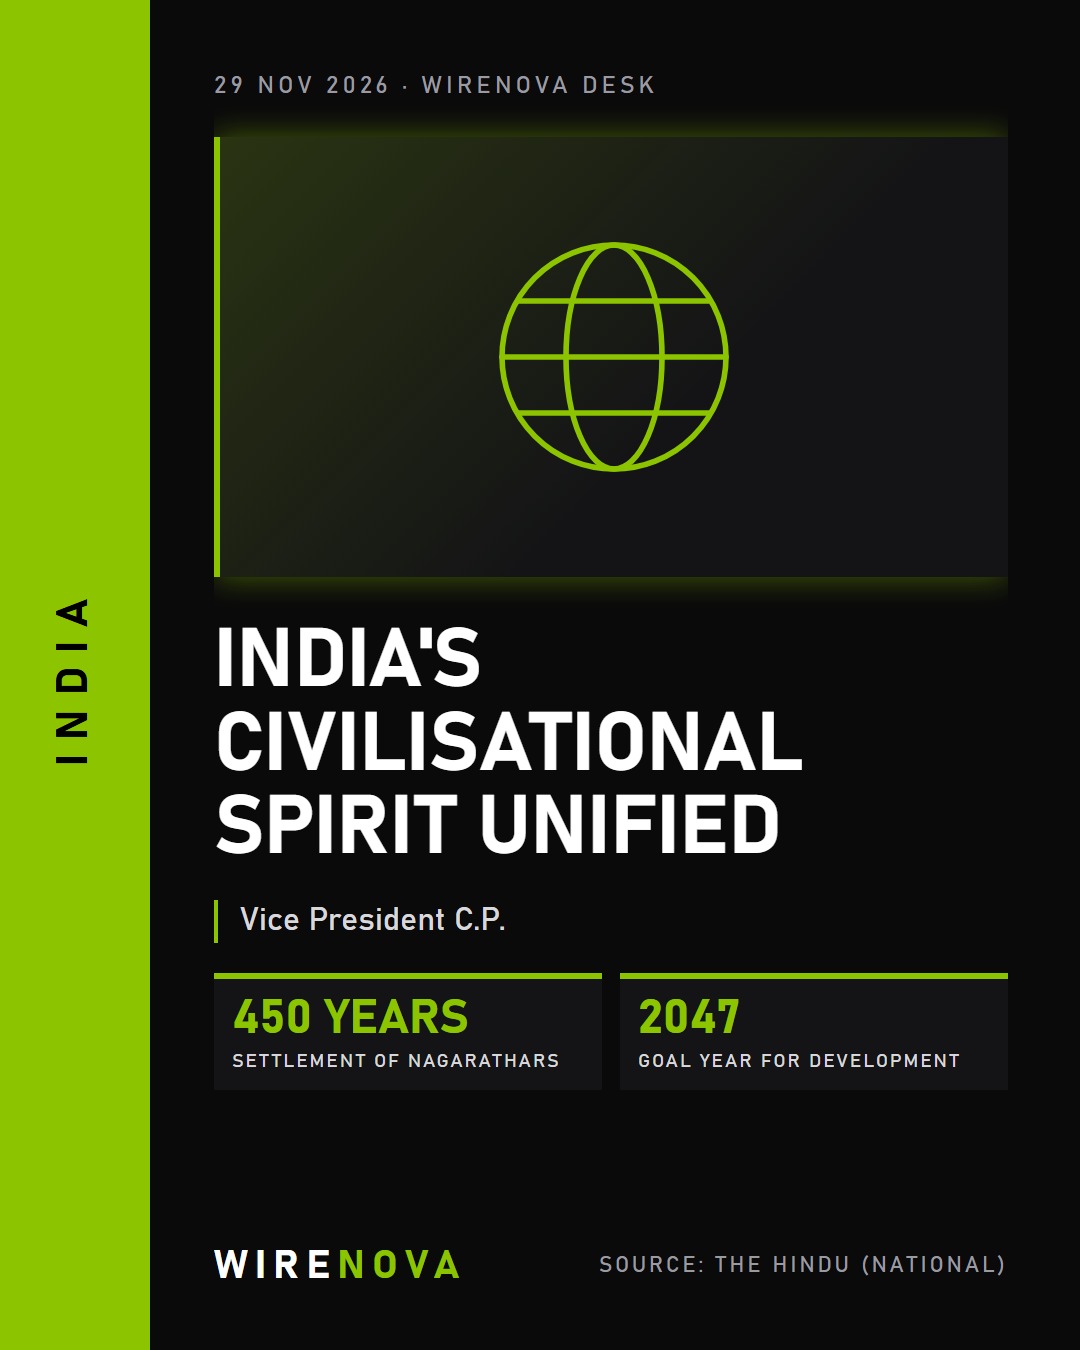 29 NOV 2026 · WIRENOVA DESK
INDIA
INDIA'S
CIVILISATIONAL
SPIRIT UNIFIED
Vice President C.P.
450 YEARS
SETTLEMENT OF NAGARATHARS
2047
GOAL YEAR FOR DEVELOPMENT
WIRENOVA
SOURCE: THE HINDU (NATIONAL)